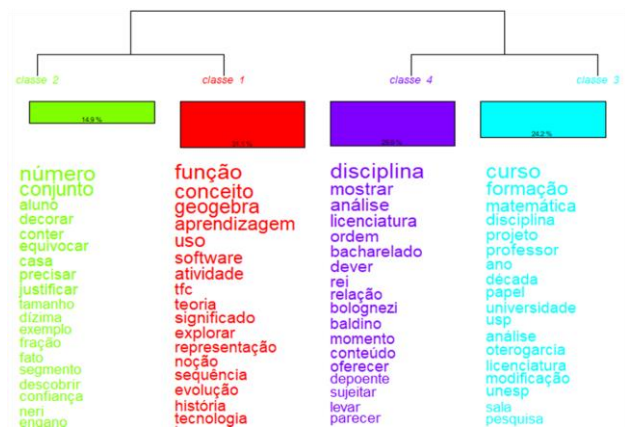 classe 2
classe 1
classe 4
classe 3
14,9 %
24,2 %
número
conjunto
aluno
decorar
conter
equivocar
casa
precisar
justificar
tamanho
dízima
exemplo
fração
fato
segmento
descobrir
confiança
neri
engano
função
conceito
geogebra
aprendizagem
uso
software
atividade
tfc
teoria
significado
explorar
representação
noção
sequência
evolução
história
tecnologia
disciplina
mostrar
análise
licenciatura
ordem
bacharelado
dever
rei
relação
bolognezi
baldino
momento
conteúdo
oferecer
depoente
sujeitar
levar
parecer
curso
formação
matemática
disciplina
projeto
professor
ano
década
papel
universidade
usp
análise
oterogarcia
licenciatura
modificação
unesp
sala
pesquisa